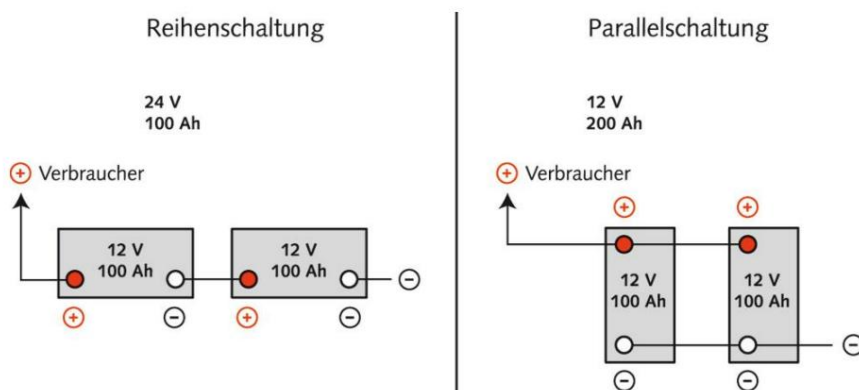 Reihenschaltung
24 V
100 Ah
+ Verbraucher
12 V
100 Ah
12 V
100 Ah
−
+
−
+
−
Parallelschaltung
12 V
200 Ah
+ Verbraucher
+
+
12 V
100 Ah
12 V
100 Ah
−
−
−